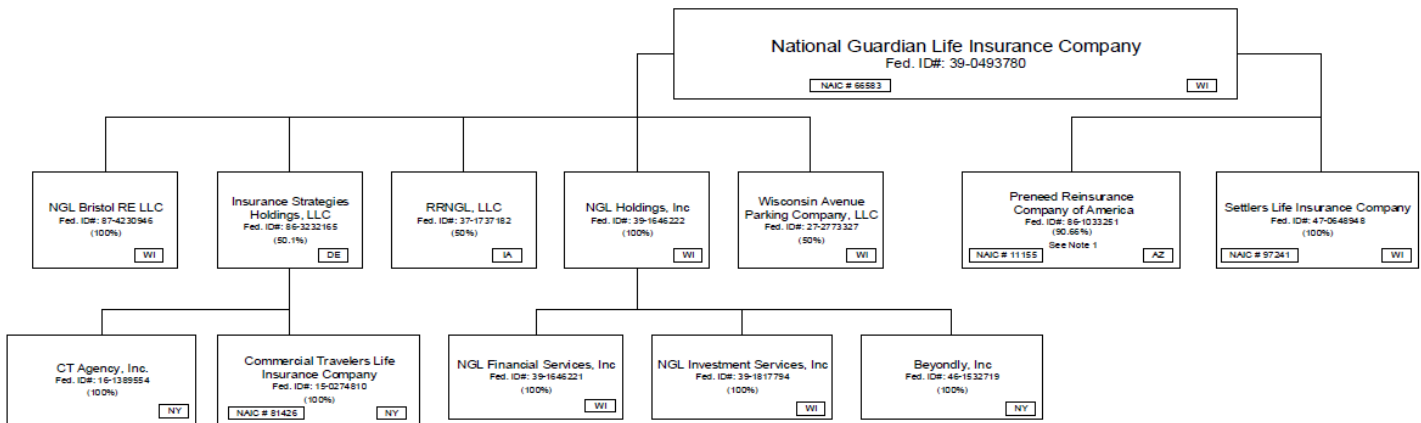 National Guardian Life Insurance Company
Fed. ID#: 39-0493780
NAIC # 66583
WI
NGL Bristol RE LLC
Fed. ID#: 87-4230946
(100%)
WI
Insurance Strategies
Holdings, LLC
Fed. ID#: 86-3232165
(50.1%)
DE
RRNGL, LLC
Fed. ID#: 37-1737182
(50%)
IA
NGL Holdings, Inc
Fed. ID#: 39-1646222
(100%)
WI
Wisconsin Avenue
Parking Company, LLC
Fed. ID#: 27-2773327
(50%)
WI
Preneed Reinsurance
Company of America
Fed. ID#: 86-1033251
(90.66%)
See Note 1
NAIC # 11155
AZ
Settlers Life Insurance Company
Fed. ID#: 47-0648948
(100%)
NAIC # 97241
WI
CT Agency, Inc.
Fed. ID#: 16-1389554
(100%)
NY
Commercial Travelers Life
Insurance Company
Fed. ID#: 15-0274810
(100%)
NAIC # 81426
NY
NGL Financial Services, Inc
Fed. ID#: 39-1646221
(100%)
WI
NGL Investment Services, Inc
Fed. ID#: 39-1817794
(100%)
WI
Beyondly, Inc
Fed. ID#: 46-1532719
(100%)
NY